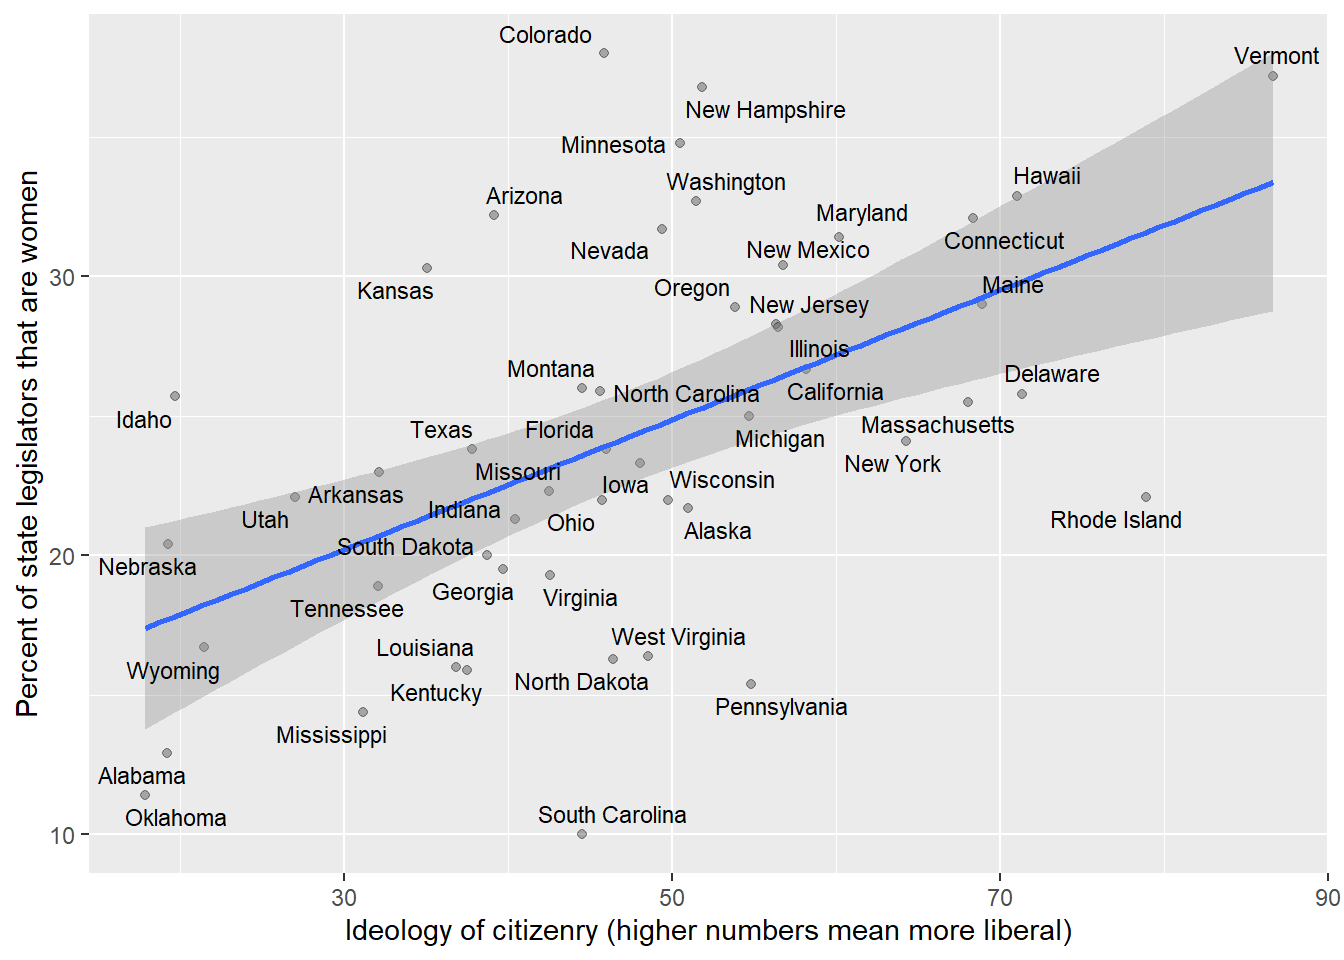 Colorado
Vermont
New Hampshire
Minnesota
Washington
Hawaii
Arizona
Maryland
Connecticut
Nevada
New Mexico
Kansas
Oregon
Maine
New Jersey
Illinois
Montana
Delaware
North Carolina
California
Idaho
Texas
Florida
Massachusetts
Michigan
New York
Missouri
Wisconsin
Arkansas
Iowa
Utah
Indiana
Ohio
Rhode Island
Alaska
South Dakota
Nebraska
Georgia
Virginia
Tennessee
West Virginia
Louisiana
Wyoming
North Dakota
Kentucky
Pennsylvania
Mississippi
Alabama
Oklahoma
South Carolina
30
20
10
Percent of state legislators that are women
30 50 70 90
Ideology of citizenry (higher numbers mean more liberal)